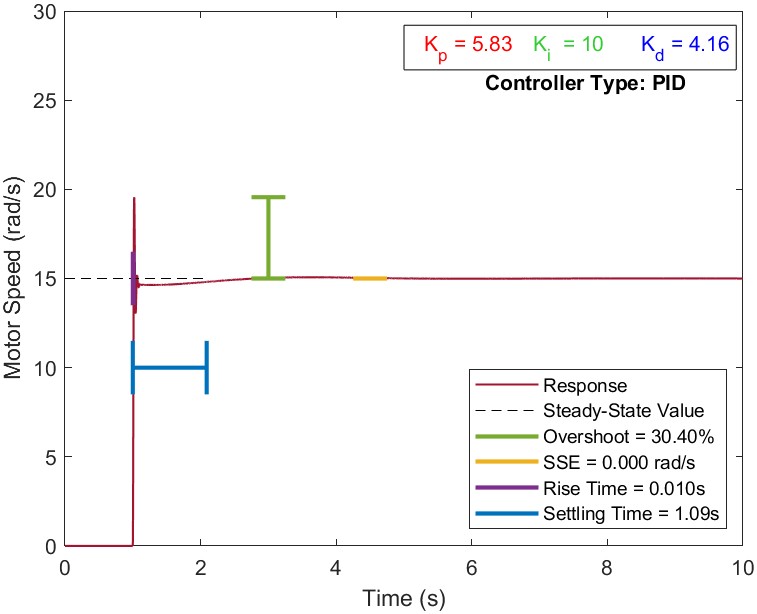 Kp = 5.83 Ki = 10 Kd = 4.16
Controller Type: PID
30
25
20
15
10
5
0
Motor Speed (rad/s)
Response
Steady-State Value
Overshoot = 30.40%
SSE = 0.000 rad/s
Rise Time = 0.010s
Settling Time = 1.09s
0 2 4 6 8 10
Time (s)